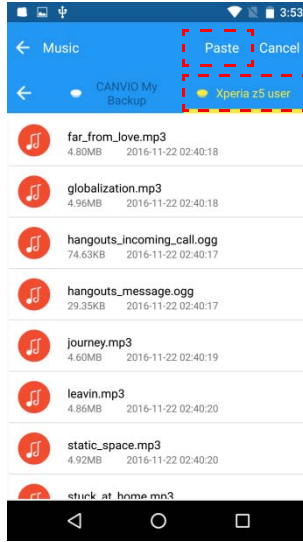 3:53
Music Paste Cancel
CANVIO My
Backup
Xperia z5 user
far_from_love.mp3
4.80MB 2016-11-22 02:40:18
globalization.mp3
4.96MB 2016-11-22 02:40:18
hangouts_incoming_call.ogg
74.63KB 2016-11-22 02:40:17
hangouts_message.ogg
29.35KB 2016-11-22 02:40:17
journey.mp3
4.60MB 2016-11-22 02:40:19
leavin.mp3
4.86MB 2016-11-22 02:40:20
static_space.mp3
4.92MB 2016-11-22 02:40:20
stuck_at_home.mp3